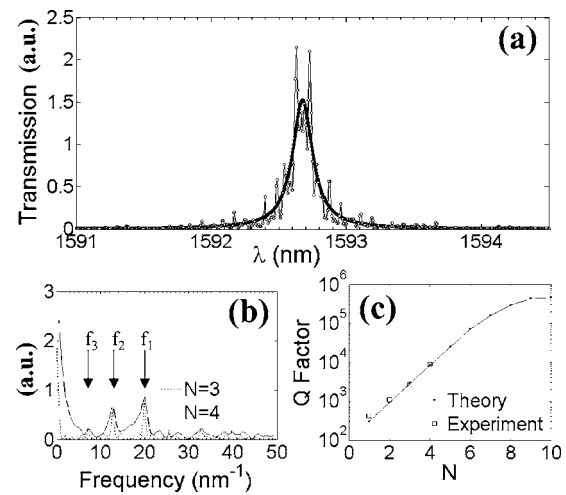 (a)
Transmission (a.u.)
2.5
2
1.5
1
0.5
0
1591
1592
1593
1594
λ (nm)
(b)
(a.u.)
3
2
1
0
f₃
f₂
f₁
N=3
N=4
0
10
20
30
40
50
Frequency (nm⁻¹)
(c)
Q Factor
10⁶
10⁵
10⁴
10³
10²
Theory
Experiment
0
2
4
6
8
10
N